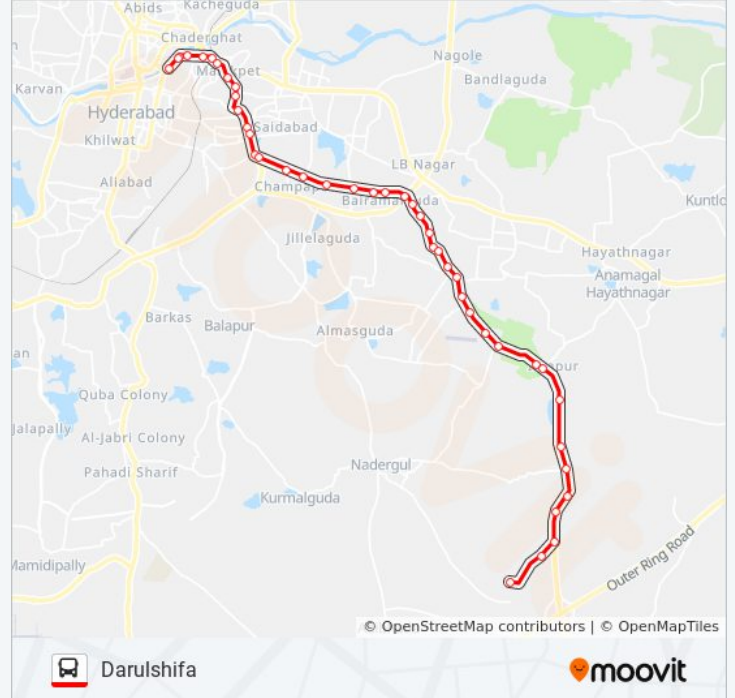 Abids
Kacheguda
Chaderghat
Nagole
Karvan
Bandlaguda
Hyderabad
Saidabad
Khilwat
LB Nagar
Aliabad
Jillelaguda
Hayathnagar
Anamagal
Hayathnagar
Barkas
Balapur
Almasguda
Quba Colony
Jalapally
Al-Jabri Colony
Pahadi Sharif
Nadergul
Kurmalguda
Mamidipally
Outer Ring Road
© OpenStreetMap contributors | © OpenMapTiles
Darulshifa
moovit